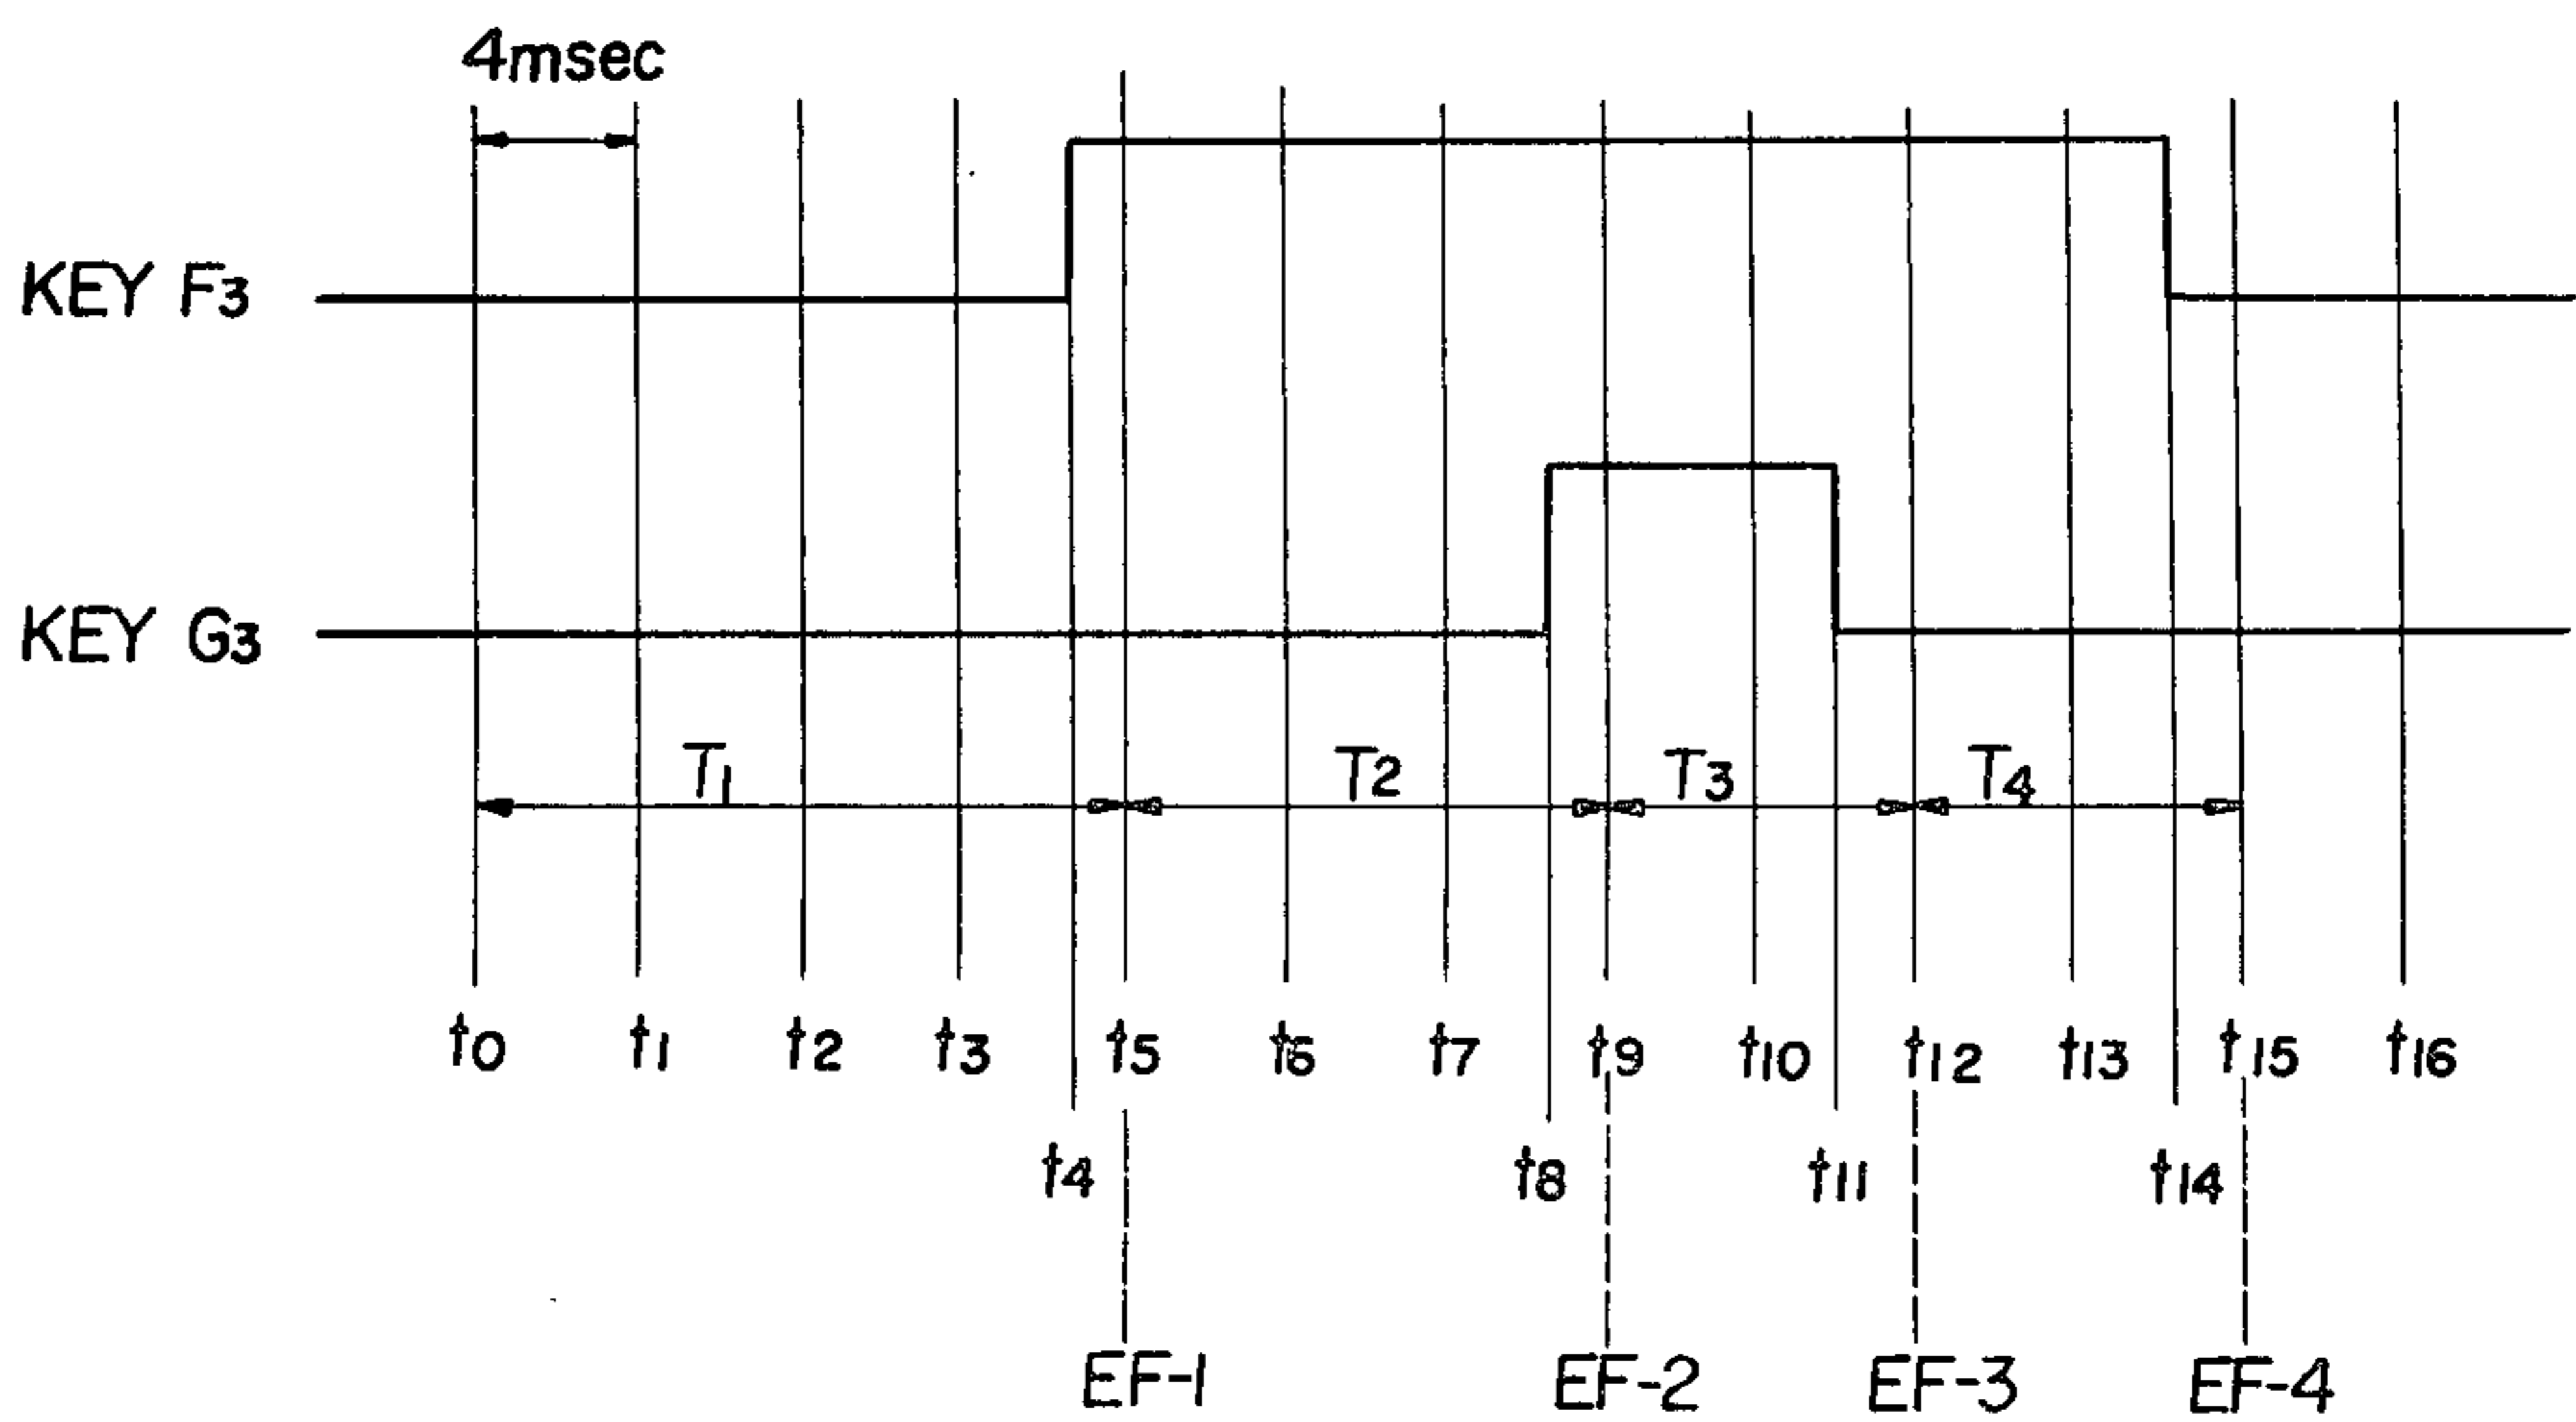 4msec
KEY F3
KEY G3
T1 T2 T3 T4
t0 t1 t2 t3 t5 t6 t7 t9 t10 t12 t13 t15 t16
t4 t8 t11 t14
EF-1 EF-2 EF-3 EF-4